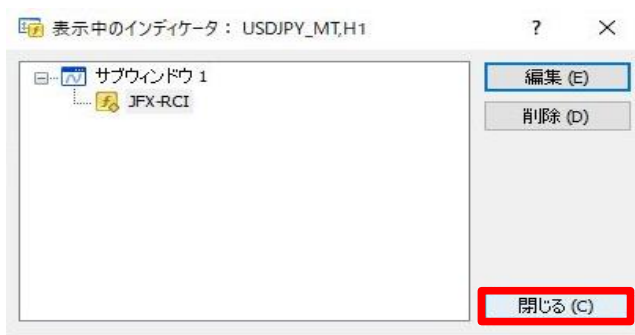 表示中のインディケータ： USDJPY_MT,H1
?
サブウィンドウ 1
JFX-RCI
編集 (E)
削除 (D)
閉じる (C)